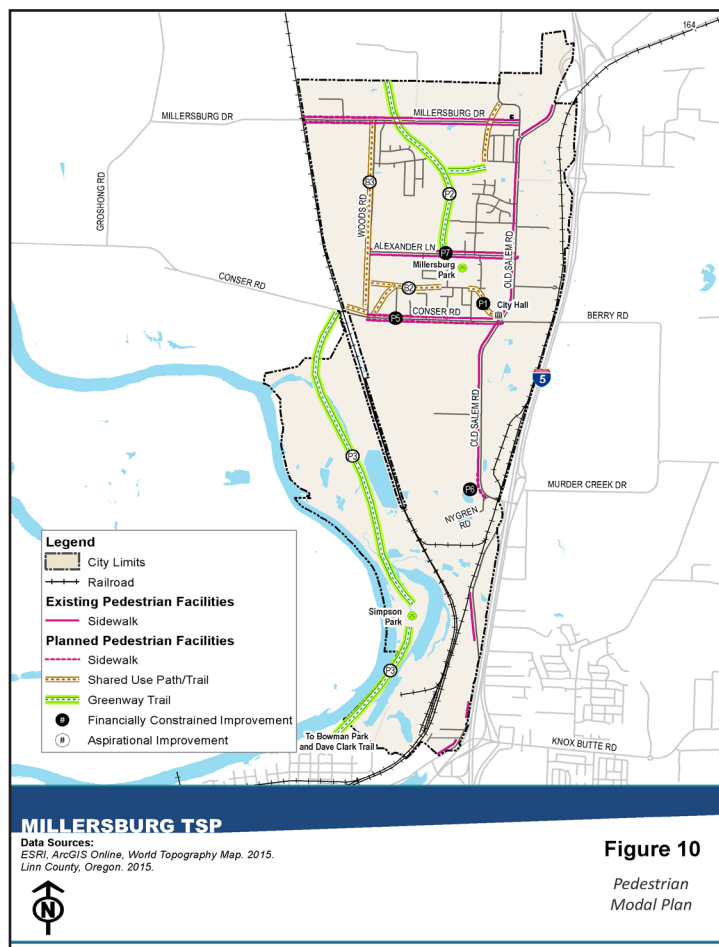 164
MILLERSBURG DR
MILLERSBURG DR
GROSHONG RD
B3
WOODS RD
P2
OLD SALEM RD
ALEXANDER LN
P7
Millersburg
Park
CONSER RD
B2
P1
City Hall
CONSER RD
P5
BERRY RD
5
OLD SALEM RD
P3
P6
MURDER CREEK DR
NYGREN
RD
Legend
City Limits
Railroad
Existing Pedestrian Facilities
Sidewalk
Planned Pedestrian Facilities
Sidewalk
Shared Use Path/Trail
Greenway Trail
# Financially Constrained Improvement
# Aspirational Improvement
Simpson
Park
P3
To Bowman Park
and Dave Clark Trail
KNOX BUTTE RD
MILLERSBURG TSP
Data Sources:
ESRI, ArcGIS Online, World Topography Map. 2015.
Linn County, Oregon. 2015.
N
Figure 10
Pedestrian
Modal Plan